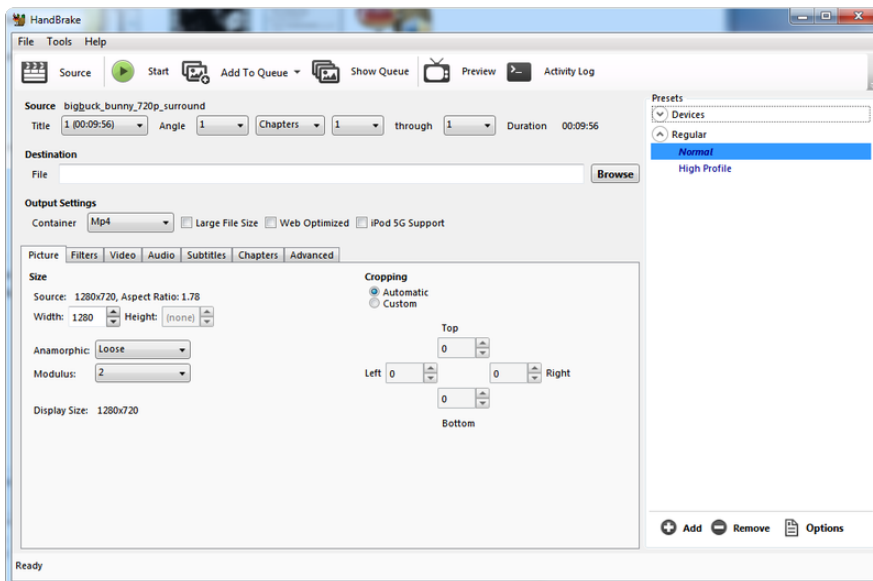 HandBrake
File Tools Help
Source Start Add To Queue Show Queue Preview Activity Log
Source bigbuck_bunny_720p_surround
Title 1 (00:09:56) Angle 1 Chapters 1 through 1 Duration 00:09:56
Destination
File Browse
Output Settings
Container Mp4 Large File Size Web Optimized iPod 5G Support
Picture Filters Video Audio Subtitles Chapters Advanced
Size
Source: 1280x720, Aspect Ratio: 1.78
Width: 1280 Height: (none)
Anamorphic: Loose
Modulus: 2
Display Size: 1280x720
Cropping
Automatic
Custom
Top
0
Left 0 0 Right
0
Bottom
Presets
Devices
Regular
Normal
High Profile
Add Remove Options
Ready